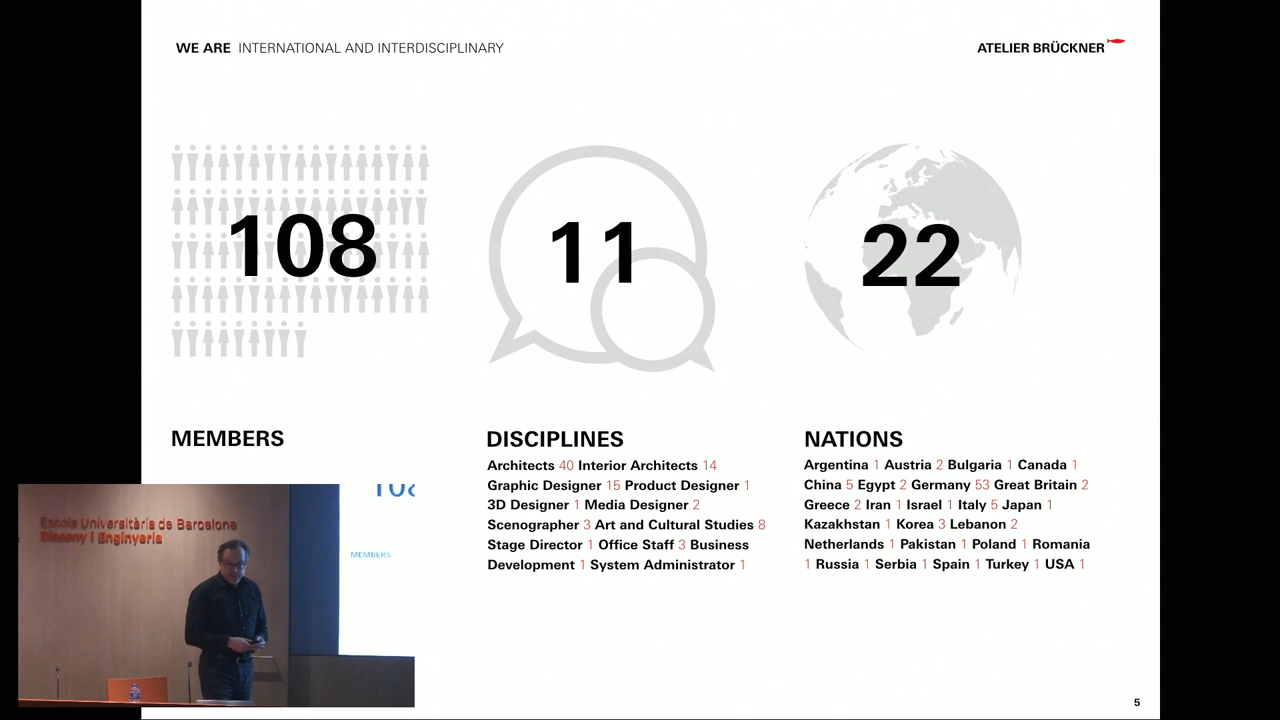 WE ARE INTERNATIONAL AND INTERDISCIPLINARY
ATELIER BRÜCKNER
108
11
22
MEMBERS
DISCIPLINES
Architects 40 Interior Architects 14
Graphic Designer 15 Product Designer 1
3D Designer 1 Media Designer 2
Scenographer 3 Art and Cultural Studies 8
Stage Director 1 Office Staff 3 Business
Development 1 System Administrator 1
NATIONS
Argentina 1 Austria 2 Bulgaria 1 Canada 1
China 5 Egypt 2 Germany 53 Great Britain 2
Greece 2 Iran 1 Israel 1 Italy 5 Japan 1
Kazakhstan 1 Korea 3 Lebanon 2
Netherlands 1 Pakistan 1 Poland 1 Romania
1 Russia 1 Serbia 1 Spain 1 Turkey 1 USA 1
Escola Universitària de Barcelona
Disseny i Enginyeria
108
MEMBERS
5